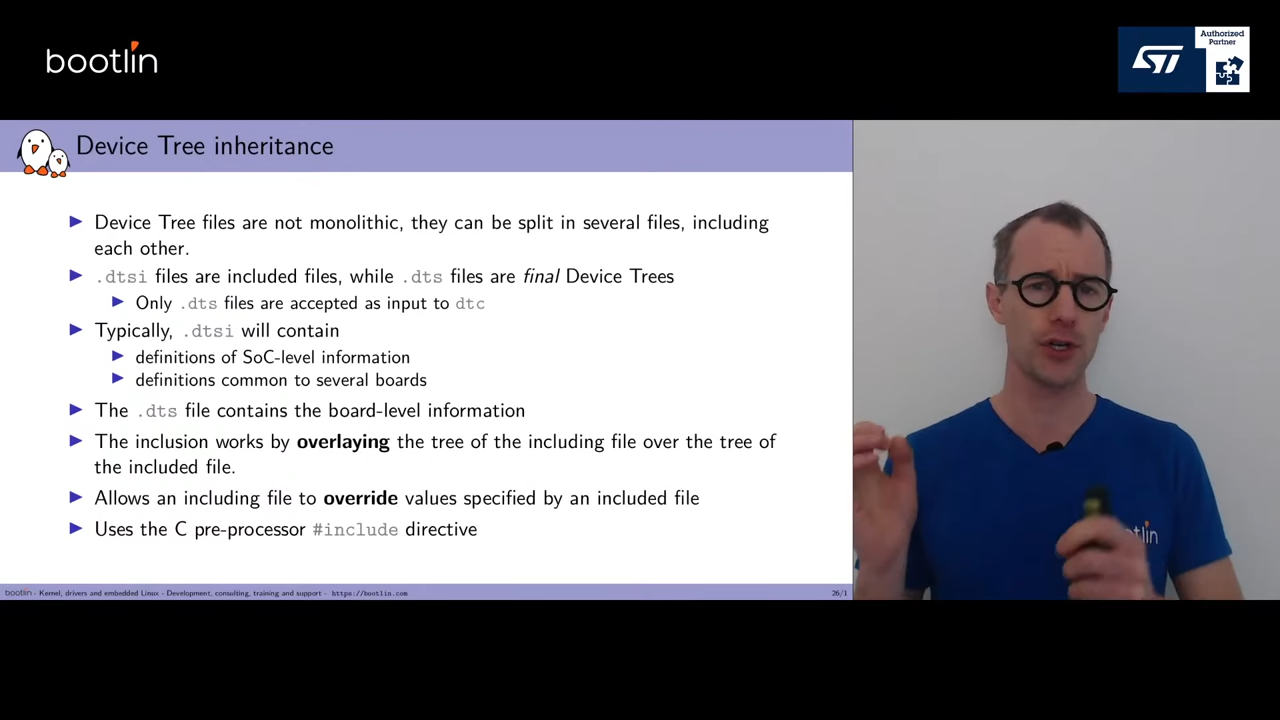 bootlin
ST
Authorized
Partner
Device Tree inheritance
Device Tree files are not monolithic, they can be split in several files, including
each other.
.dtsi files are included files, while .dts files are final Device Trees
Only .dts files are accepted as input to dtc
Typically, .dtsi will contain
definitions of SoC-level information
definitions common to several boards
The .dts file contains the board-level information
The inclusion works by overlaying the tree of the including file over the tree of
the included file.
Allows an including file to override values specified by an included file
Uses the C pre-processor #include directive
bootlin - Kernel, drivers and embedded Linux - Development, consulting, training and support - https://bootlin.com
26/1